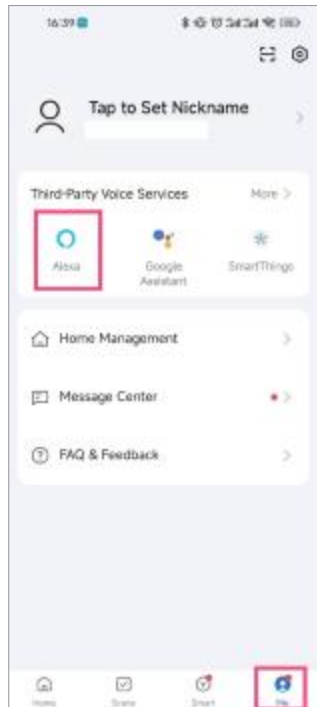 16:39
Tap to Set Nickname
Third-Party Voice Services
More
Alexa
Google
Assistant
SmartThings
Home Management
Message Center
FAQ & Feedback
Home
Scene
Smart
Me